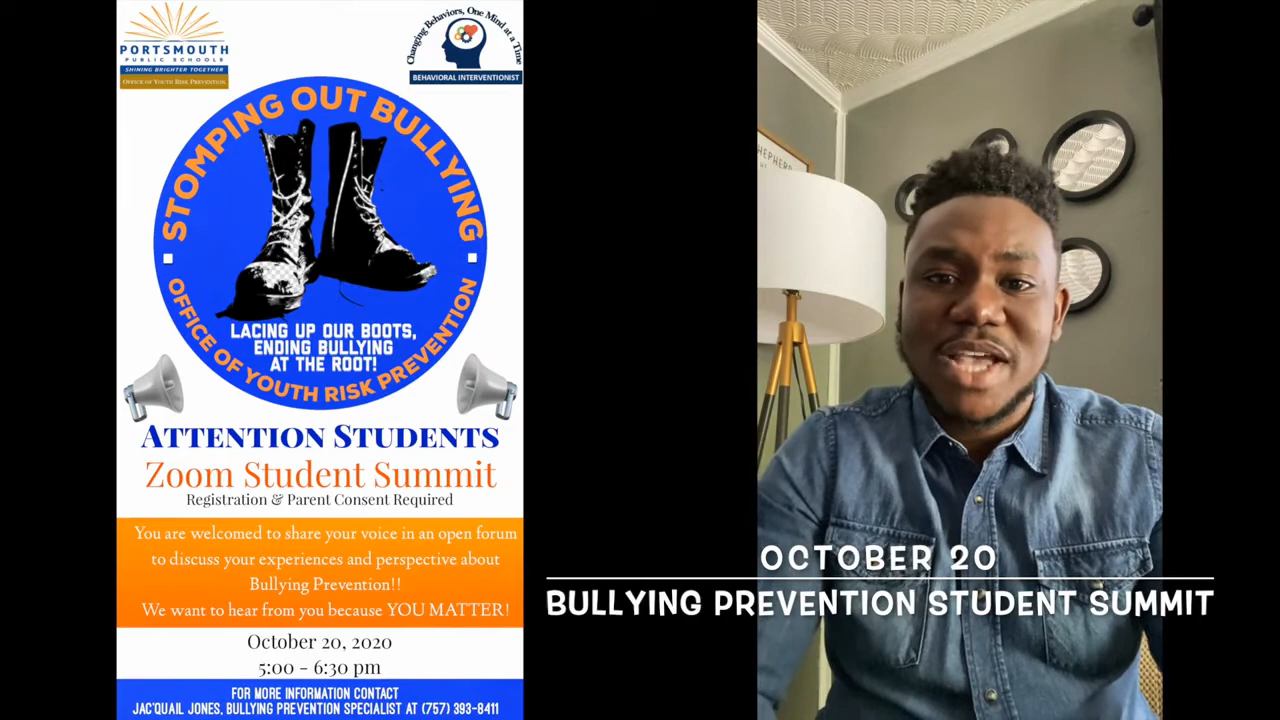 PORTSMOUTH
PUBLIC SCHOOLS
SHINING BRIGHTER TOGETHER
OFFICE OF YOUTH RISK PREVENTION
Changing Behaviors, One Mind at a Time
BEHAVIORAL INTERVENTIONIST
STOMPING OUT BULLYING
LACING UP OUR BOOTS,
ENDING BULLYING
AT THE ROOT!
OFFICE OF YOUTH RISK PREVENTION
ATTENTION STUDENTS
Zoom Student Summit
Registration & Parent Consent Required
You are welcomed to share your voice in an open forum
to discuss your experiences and perspective about
Bullying Prevention!!
We want to hear from you because YOU MATTER!
October 20, 2020
5:00 - 6:30 pm
FOR MORE INFORMATION CONTACT
JAC'QUAIL JONES, BULLYING PREVENTION SPECIALIST AT (757) 393-8411
OCTOBER 20
BULLYING PREVENTION STUDENT SUMMIT